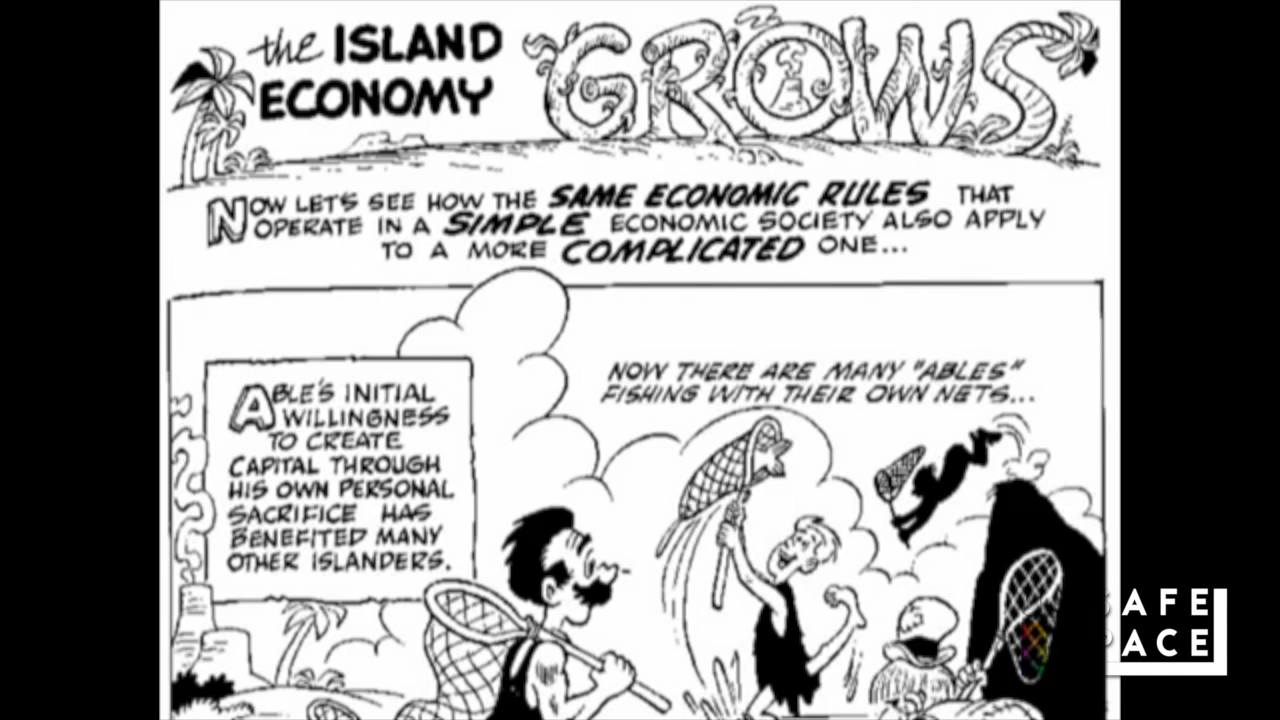 the ISLAND
ECONOMY
GROWS
NOW LET'S SEE HOW THE SAME ECONOMIC RULES THAT
OPERATE IN A SIMPLE ECONOMIC SOCIETY ALSO APPLY
TO A MORE COMPLICATED ONE...
ABLE'S INITIAL
WILLINGNESS
TO CREATE
CAPITAL THROUGH
HIS OWN PERSONAL
SACRIFICE HAS
BENEFITED MANY
OTHER ISLANDERS.
NOW THERE ARE MANY "ABLES"
FISHING WITH THEIR OWN NETS...
AFE
ACE